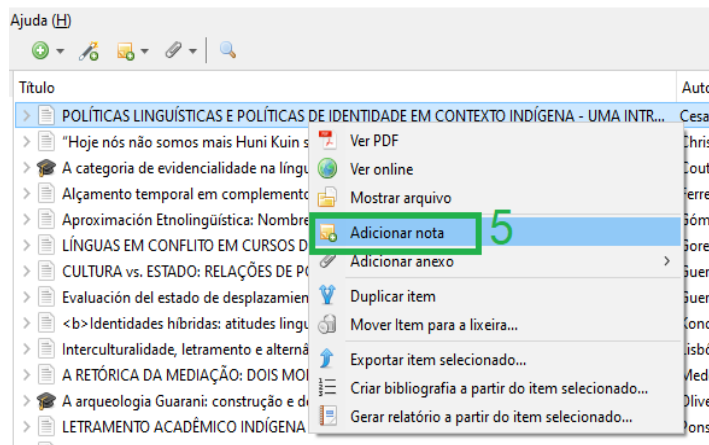 Ajuda (H)
Título
Auto
POLÍTICAS LINGUÍSTICAS E POLÍTICAS DE IDENTIDADE EM CONTEXTO INDÍGENA - UMA INTR...
Cesa
“Hoje nós não somos mais Huni Kuin s
Ver PDF
Chris
A categoria de evidencialidade na língu
Ver online
Cout
Alçamento temporal em complemento
Mostrar arquivo
Ferre
Aproximación Etnolingüística: Nombre
Adicionar nota
5
Góm
LÍNGUAS EM CONFLITO EM CURSOS D
Adicionar anexo
Gore
CULTURA vs. ESTADO: RELAÇÕES DE PO
Guer
Evaluación del estado de desplazamien
Duplicar item
Guer
<b>Identidades híbridas: atitudes lingu
Mover Item para a lixeira...
Kond
Interculturalidade, letramento e alternâ
Exportar item selecionado...
Lisbô
A RETÓRICA DA MEDIAÇÃO: DOIS MOI
Criar bibliografia a partir do item selecionado...
Med
A arqueologia Guarani: construção e de
Gerar relatório a partir do item selecionado...
Olive
LETRAMENTO ACADÊMICO INDÍGENA
Pons